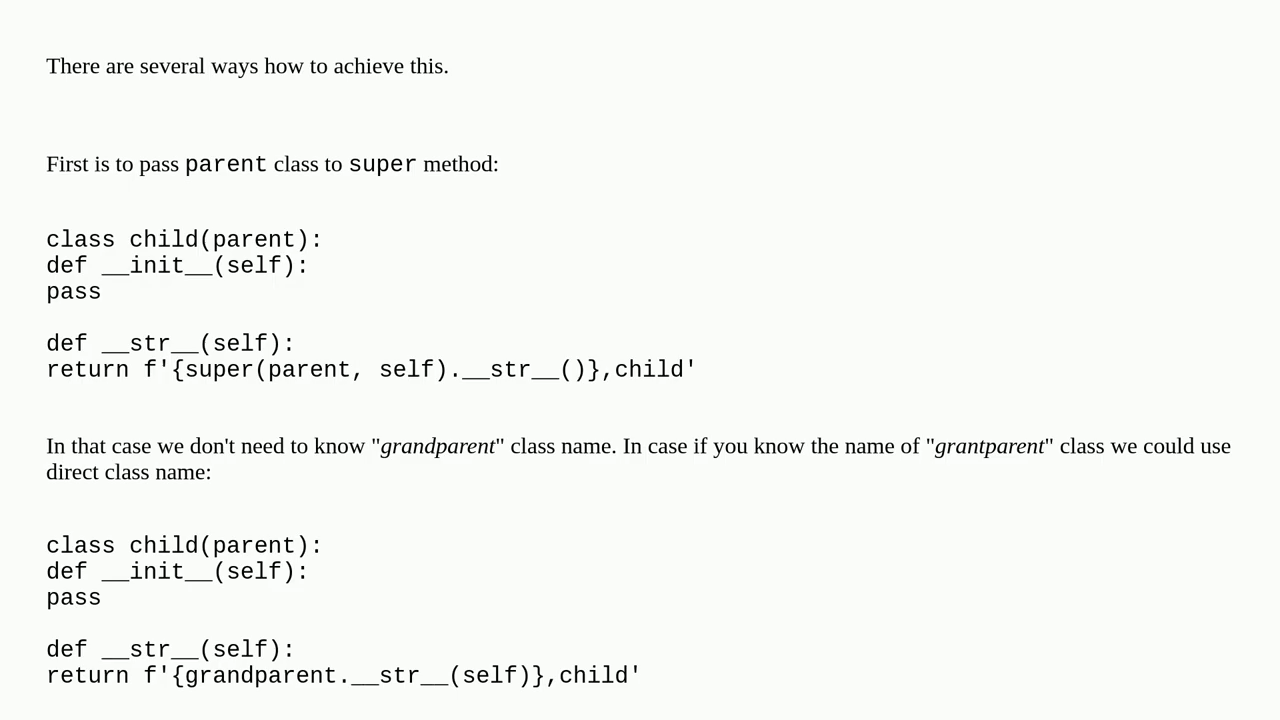 There are several ways how to achieve this.
First is to pass parent class to super method:
class child(parent):
def __init__(self):
pass
def __str__(self):
return f'{super(parent, self).__str__()},child'
In that case we don't need to know "grandparent" class name. In case if you know the name of "grantparent" class we could use
direct class name:
class child(parent):
def __init__(self):
pass
def __str__(self):
return f'{grandparent.__str__(self)},child'